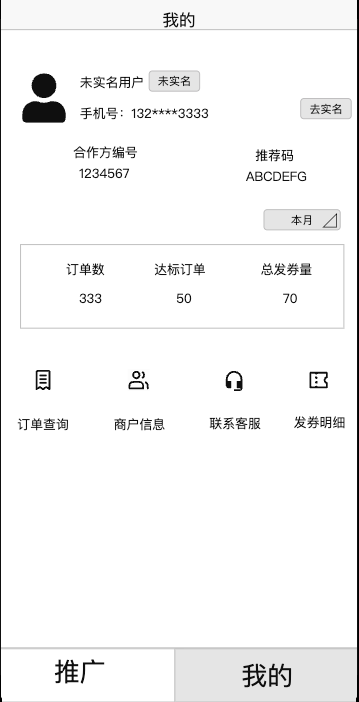 我的
未实名用户 未实名
手机号：132****3333 去实名
合作方编号 推荐码
1234567 ABCDEFG
本月
订单数 达标订单 总发券量
333 50 70
订单查询 商户信息 联系客服 发券明细
推广 我的